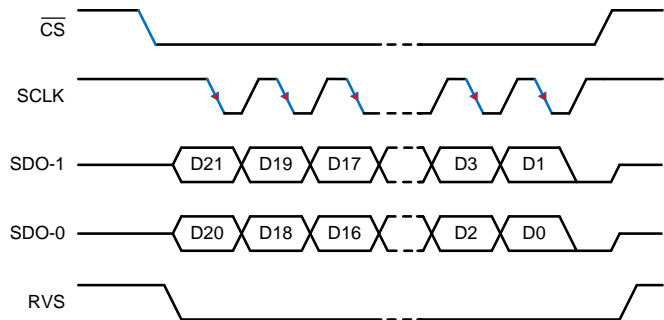 CS
SCLK
SDO-1 D21 D19 D17 D3 D1
SDO-0 D20 D18 D16 D2 D0
RVS